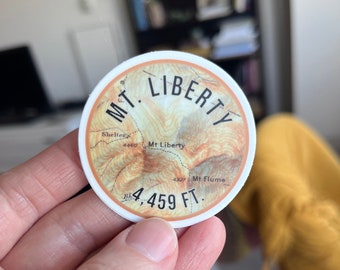 MT. LIBERTY
Shelter
Mt Liberty
Mt Flume
4,459 FT.